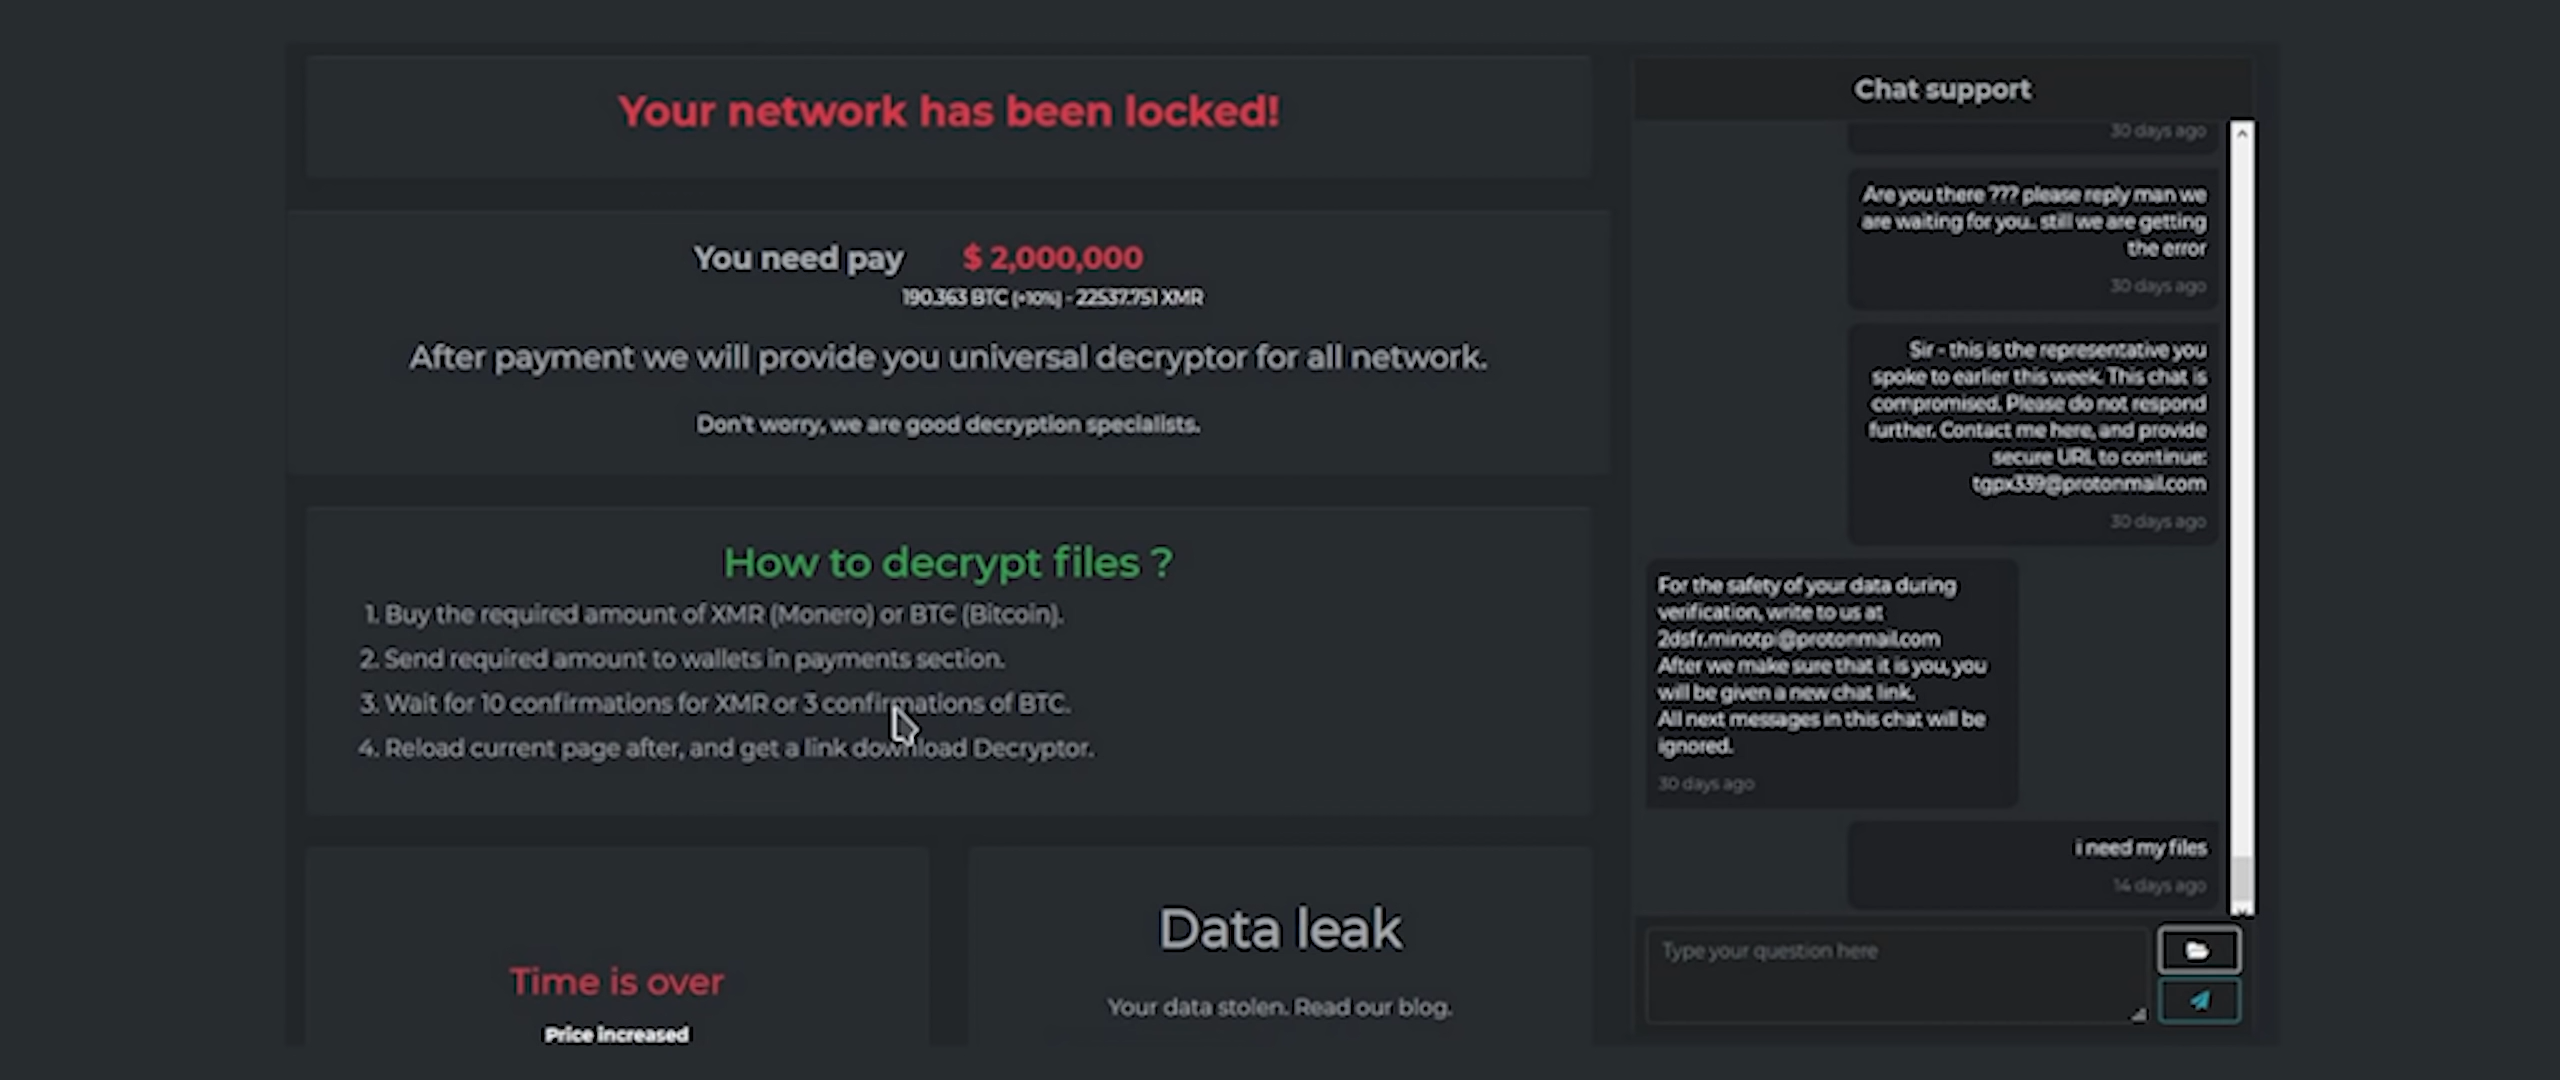 Your network has been locked!
You need pay $ 2,000,000
190.363 BTC (+10%) - 22537.751 XMR
After payment we will provide you universal decryptor for all network.
Don't worry, we are good decryption specialists.
How to decrypt files ?
1. Buy the required amount of XMR (Monero) or BTC (Bitcoin).
2. Send required amount to wallets in payments section.
3. Wait for 10 confirmations for XMR or 3 confirmations of BTC.
4. Reload current page after, and get a link download Decryptor.
Time is over
Price increased
Data leak
Your data stolen. Read our blog.
Chat support
30 days ago
Are you there ??? please reply man we
are waiting for you.. still we are getting
the error
30 days ago
Sir - this is the representative you
spoke to earlier this week. This chat is
compromised. Please do not respond
further. Contact me here, and provide
secure URL to continue:
tgpx339@protonmail.com
30 days ago
For the safety of your data during
verification, write to us at
2dsfr.minotpi@protonmail.com
After we make sure that it is you, you
will be given a new chat link.
All next messages in this chat will be
ignored.
30 days ago
i need my files
14 days ago
Type your question here